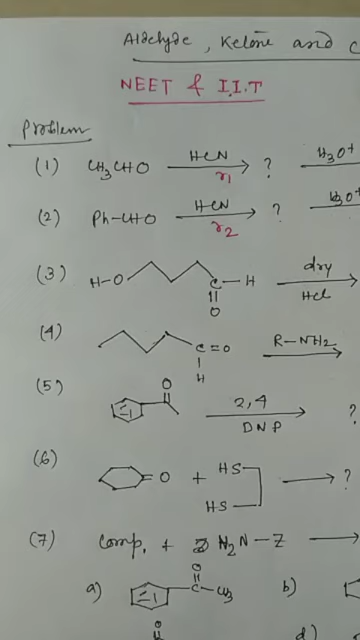 Aldehyde, Ketone and C
NEET & I.I.T
Problem
(1) CH3CHO HCN r1 ? H3O+
(2) Ph-CHO HCN r2 ? H3O+
(3) H-O C-H O dry HCl
(4) C=O H R-NH2
(5) O 2,4 DNP ?
(6) =O + HS HS ?
(7) Comp. + H2N-Z
a) O C CH3 b)
O d)